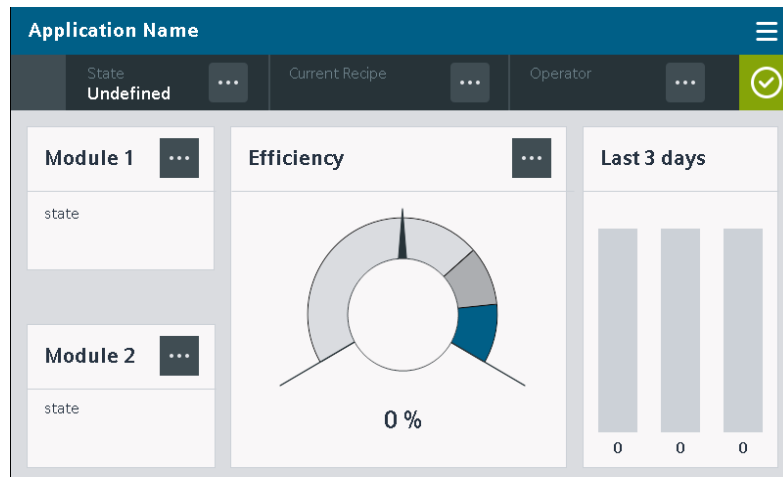 Application Name
State
Undefined
Current Recipe
Operator
Module 1
Efficiency
Last 3 days
state
Module 2
state
0 %
0 0 0